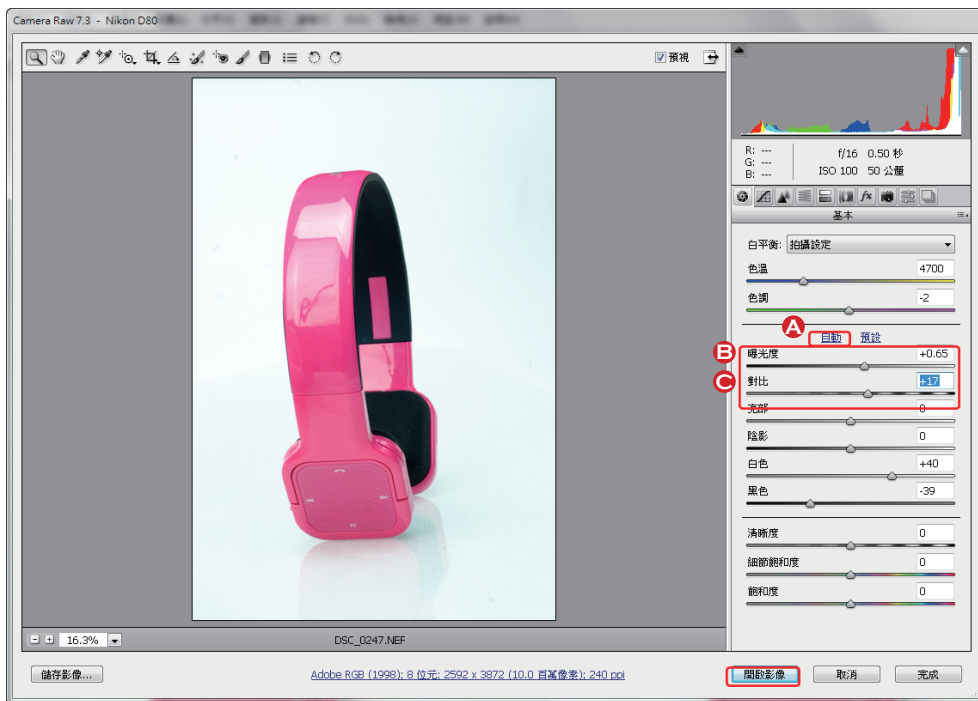 Camera Raw 7.3 - Nikon D80
預視
R: ---
G: ---
B: ---
f/16 0.50 秒
ISO 100 50 公釐
基本
白平衡: 拍攝設定
色溫 4700
色調 -2
A
自動 預設
B
曝光度 +0.65
C
對比 +17
亮部 0
陰影 0
白色 +40
黑色 -39
清晰度 0
細節飽和度 0
飽和度 0
16.3%
DSC_0247.NEF
儲存影像...
Adobe RGB (1998); 8 位元; 2592 x 3872 (10.0 百萬像素); 240 ppi
開啟影像 取消 完成